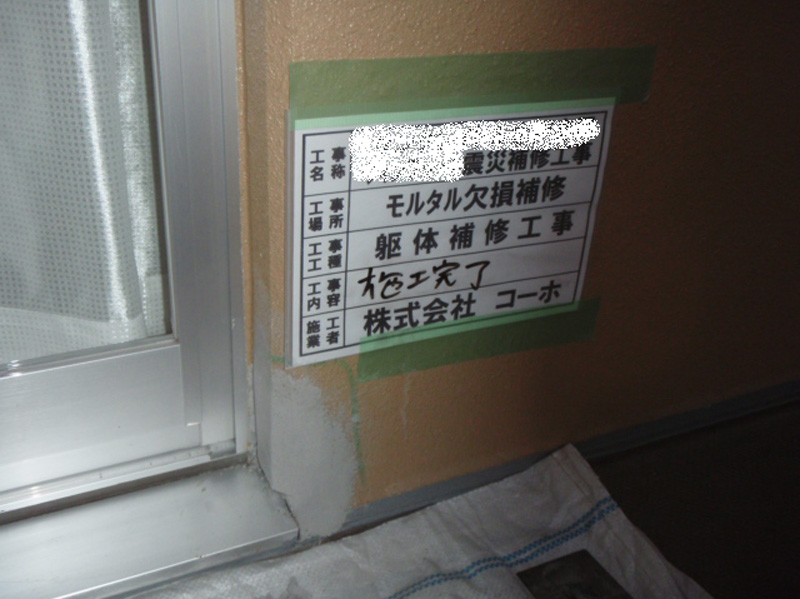 工事名称 震災補修工事
工事場所 モルタル欠損補修
工事工種 躯体補修工事
工事内容 施工完了
施工業者 株式会社 コーホ